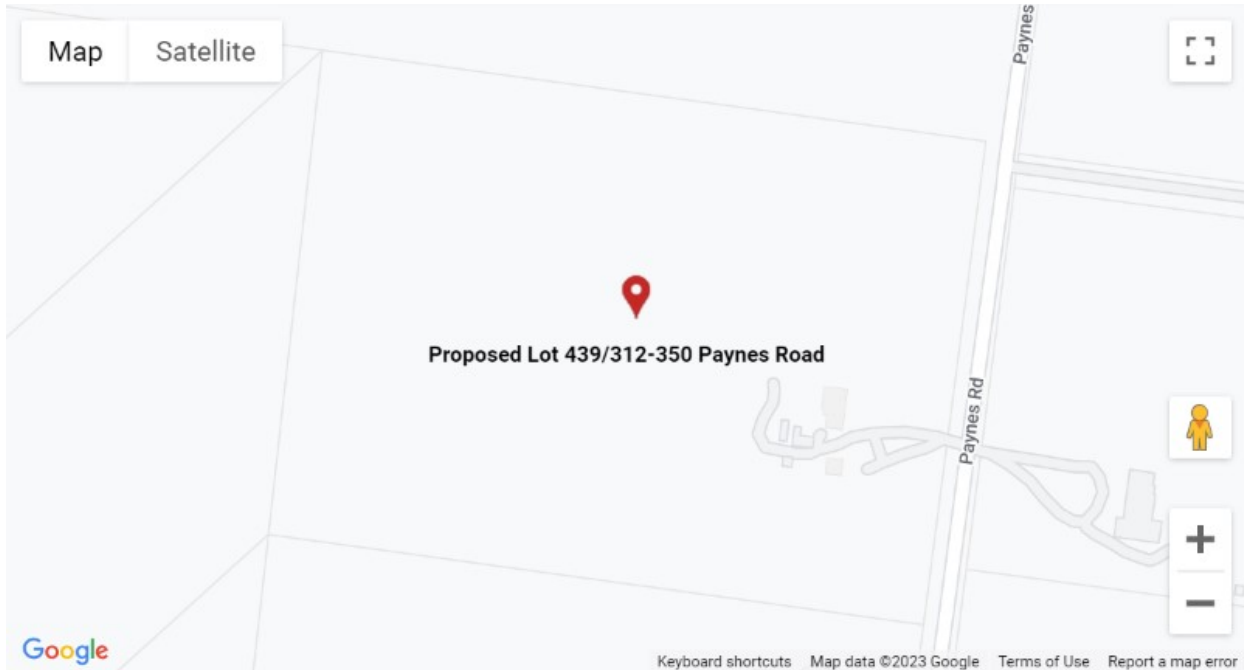 Map Satellite
Paynes
Proposed Lot 439/312-350 Paynes Road
Paynes Rd
Google
Keyboard shortcuts Map data ©2023 Google Terms of Use Report a map error